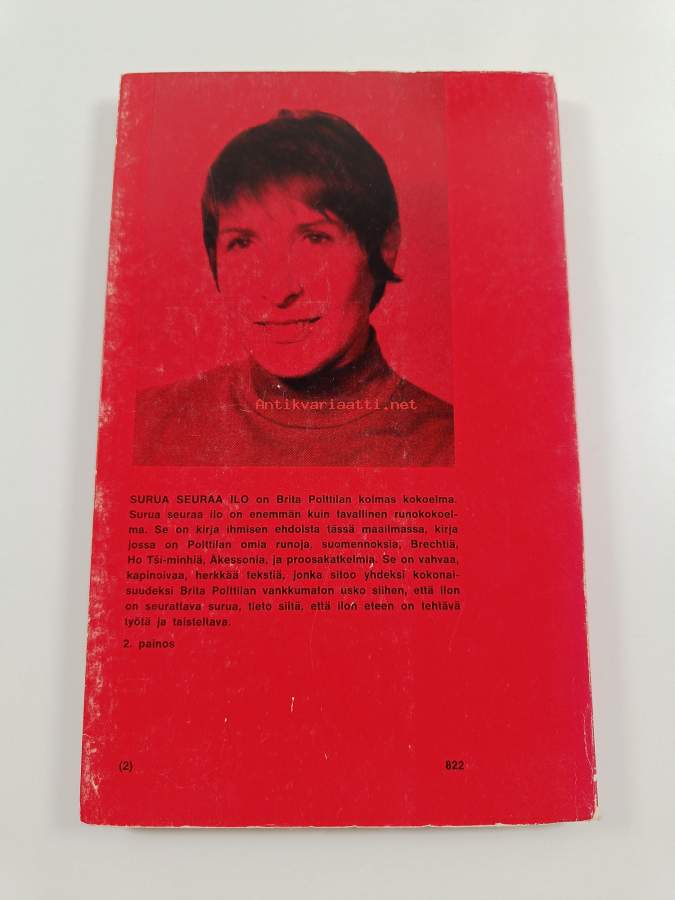 Antikvariaatti.net
SURUA SEURAA ILO on Brita Polttilan kolmas kokoelma.
Surua seuraa ilo on enemmän kuin tavallinen runokokoel-
ma. Se on kirja ihmisen ehdoista tässä maailmassa, kirja
jossa on Polttilan omia runoja, suomennoksia, Brechtiä,
Ho Tši-minhiä, Åkessonia, ja proosakatkelmia. Se on vahvaa,
kapinoivaa, herkkää tekstiä, jonka sitoo yhdeksi kokonai-
suudeksi Brita Polttilan vankkumaton usko siihen, että ilon
on seurattava surua, tieto siitä, että ilon eteen on tehtävä
työtä ja taisteltava.
2. painos
(2) 822